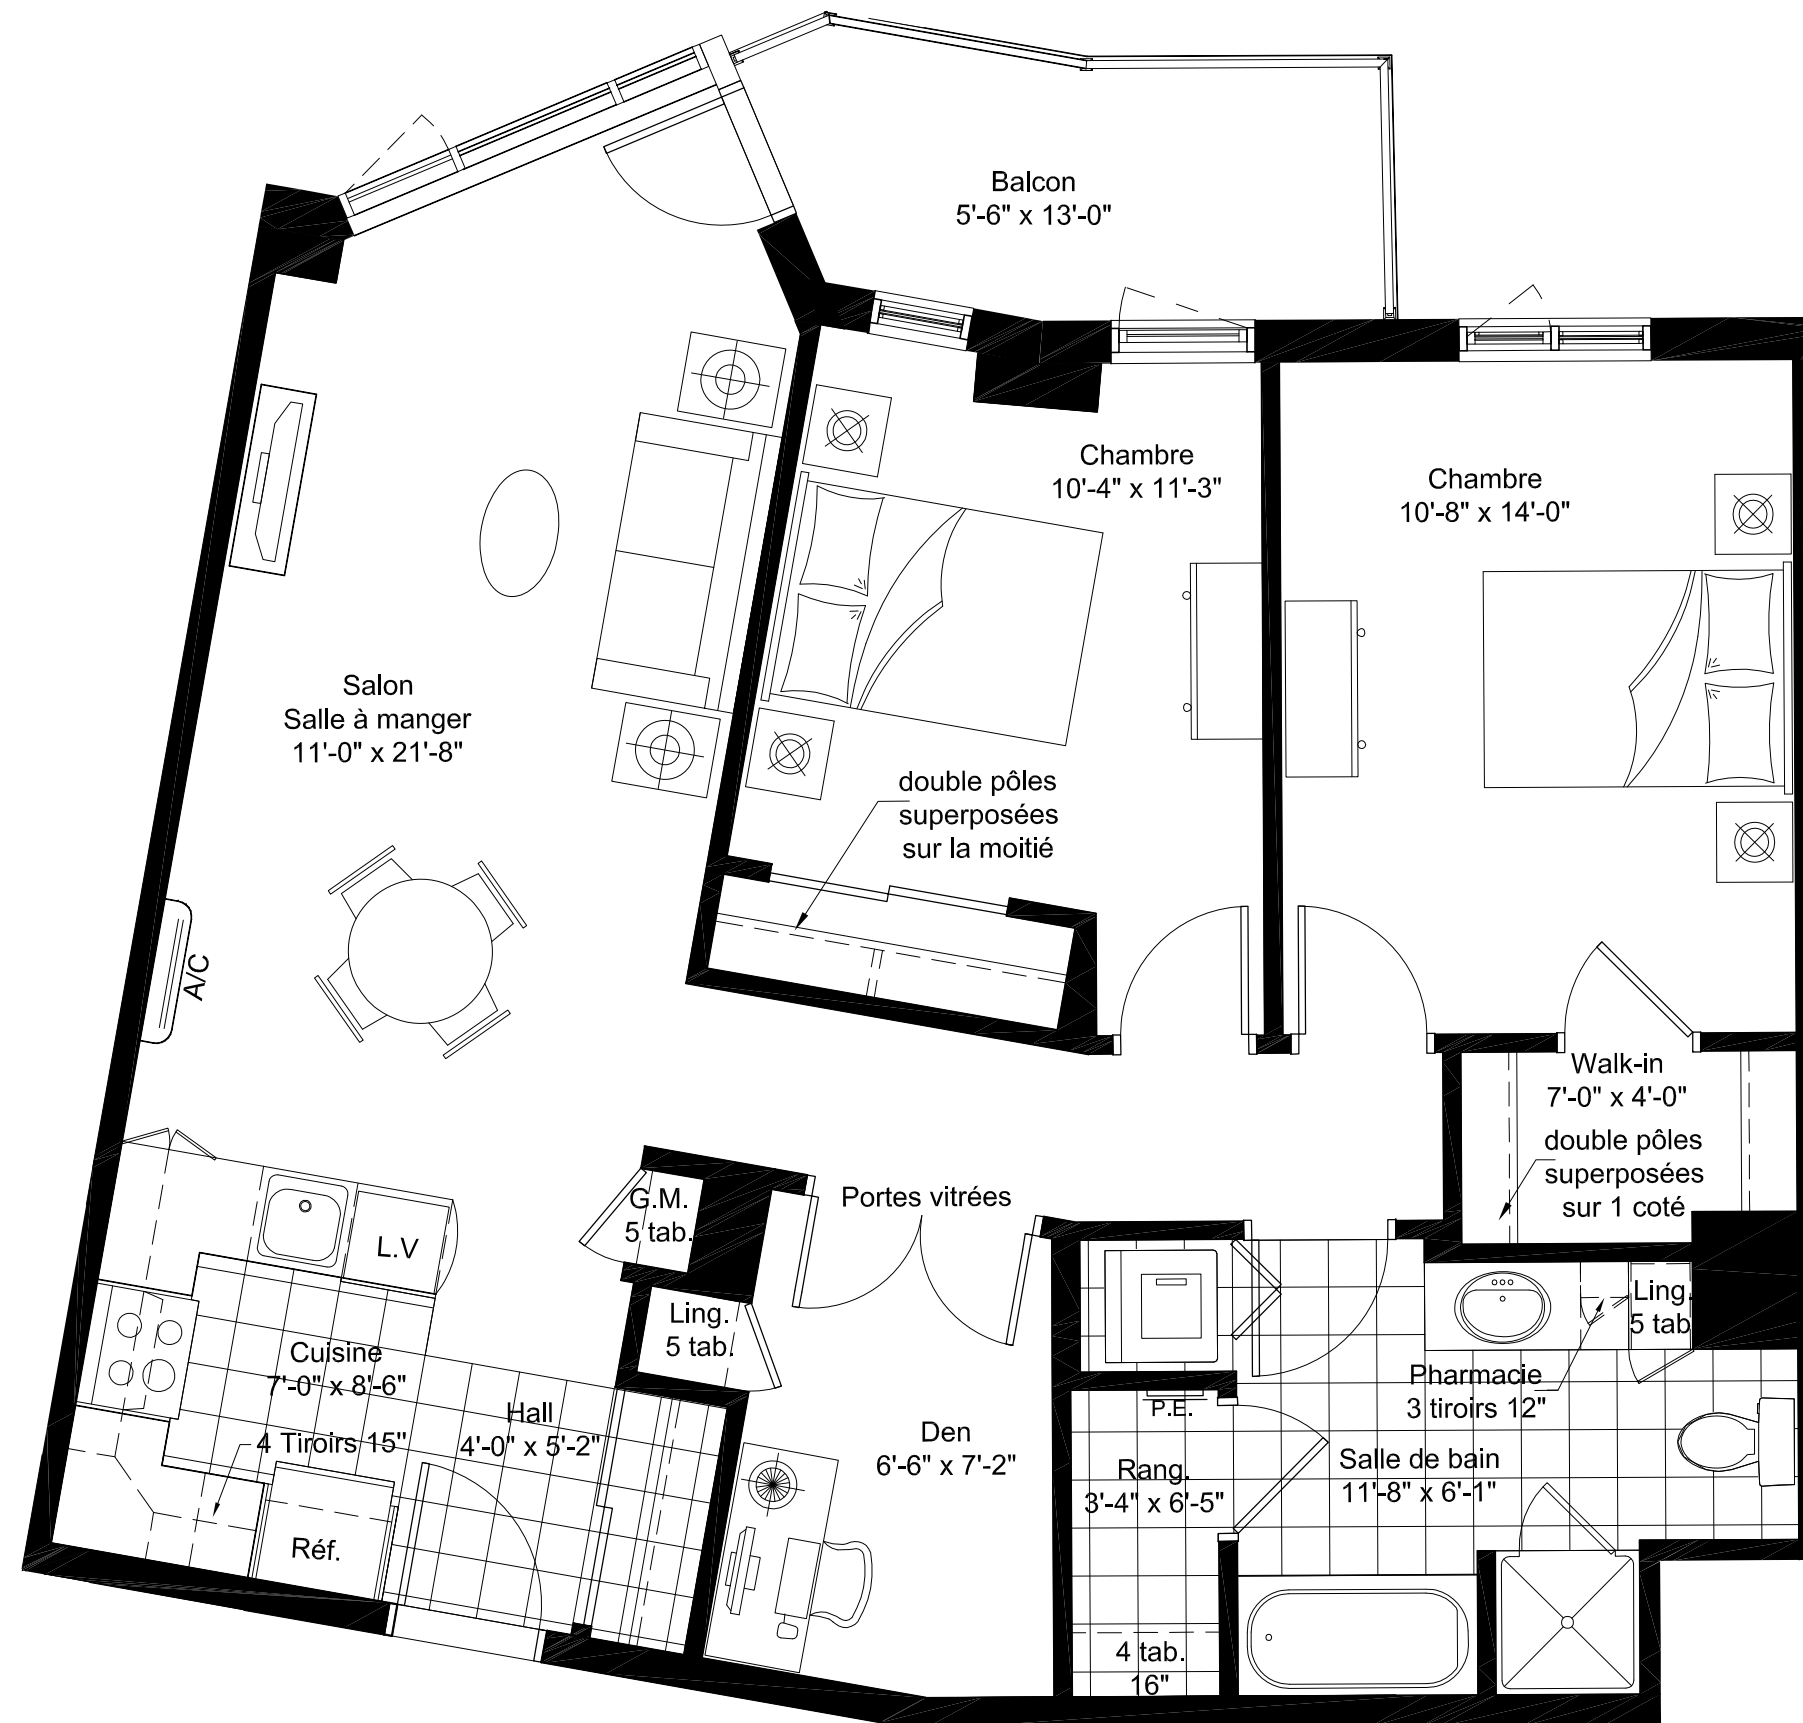 Balcon
5'-6" x 13'-0"
Chambre
10'-4" x 11'-3"
Chambre
10'-8" x 14'-0"
Salon
Salle à manger
11'-0" x 21'-8"
double pôles
superposées
sur la moitié
A/C
Walk-in
7'-0" x 4'-0"
double pôles
superposées
sur 1 coté
G.M.
5 tab.
Portes vitrées
L.V
Ling.
5 tab.
Ling.
5 tab
Cuisine
7'-0" x 8'-6"
Pharmacie
3 tiroirs 12"
Hall
4'-0" x 5'-2"
4 Tiroirs 15"
P.E.
Den
6'-6" x 7'-2"
Rang.
3'-4" x 6'-5"
Salle de bain
11'-8" x 6'-1"
Réf.
4 tab.
16"